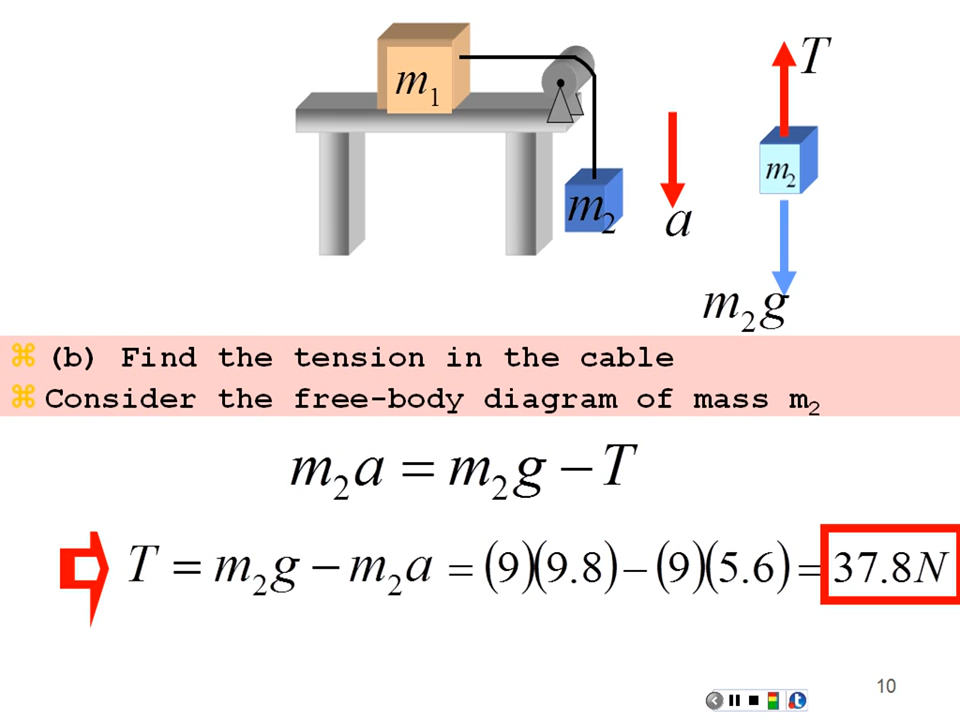 T
m₁
m₂
m₂
a
m₂g
(b) Find the tension in the cable
Consider the free-body diagram of mass m₂
m₂a = m₂g − T
T = m₂g − m₂a = (9)(9.8) − (9)(5.6) = 37.8N
10